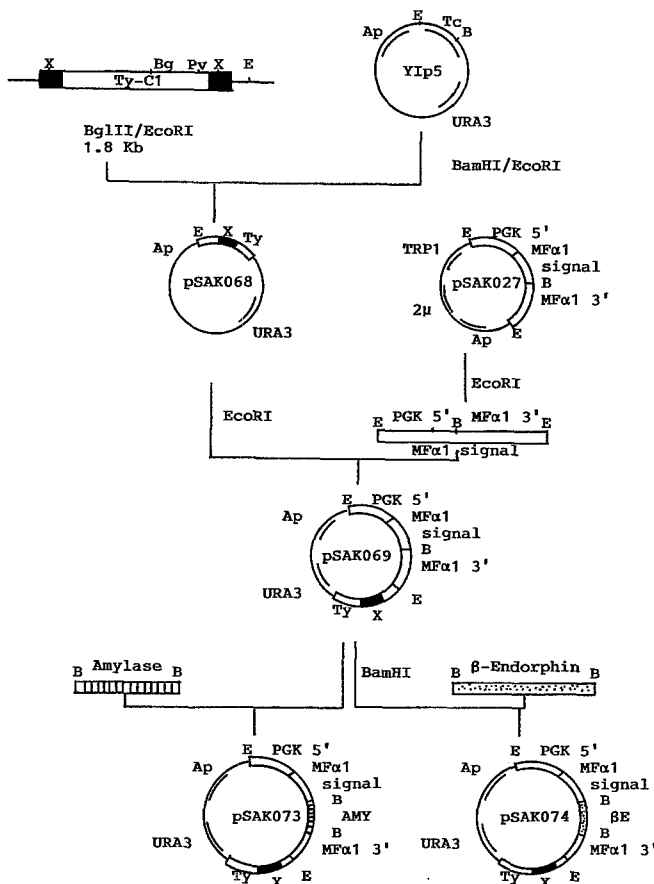 X Bg Pv X E
Ty-C1
BglII/EcoRI
1.8 Kb
E
Ap Tc
B
YIp5
URA3
BamHI/EcoRI
E X Ty
Ap
pSAK068
URA3
EcoRI
E PGK 5'
TRP1 MFα1
signal
pSAK027 B
2μ MFα1 3'
Ap E
EcoRI
PGK 5' MFα1 3'
E B E
MFα1 signal
E PGK 5'
Ap MFα1
signal
pSAK069 B
MFα1 3'
URA3
Ty X E
BamHI
Amylase
B B
β-Endorphin
B B
E PGK 5'
Ap MFα1
signal
B
pSAK073 AMY
B
URA3 MFα1 3'
Ty X E
E PGK 5'
Ap MFα1
signal
B
pSAK074 βE
B
URA3 MFα1 3'
Ty X E